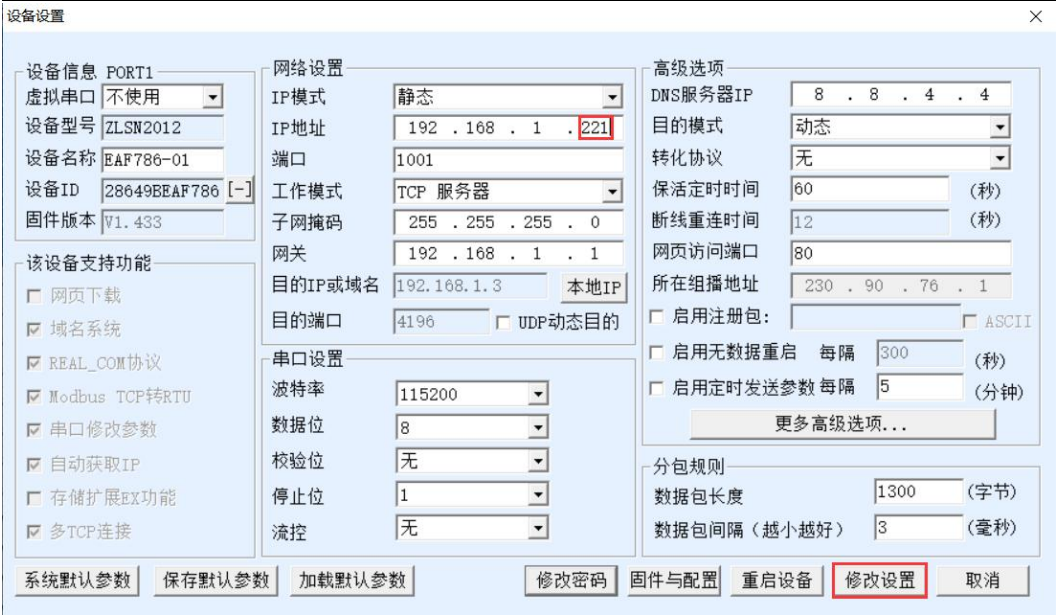 设备设置
设备信息 PORT1
虚拟串口 不使用
设备型号 ZLSN2012
设备名称 EAF786-01
设备ID 28649BEAF786 [-]
固件版本 V1.433
该设备支持功能
网页下载
域名系统
REAL_COM协议
Modbus TCP转RTU
串口修改参数
自动获取IP
存储扩展EX功能
多TCP连接
网络设置
IP模式 静态
IP地址 192 . 168 . 1 . 221
端口 1001
工作模式 TCP 服务器
子网掩码 255 . 255 . 255 . 0
网关 192 . 168 . 1 . 1
目的IP或域名 192.168.1.3 本地IP
目的端口 4196 UDP动态目的
串口设置
波特率 115200
数据位 8
校验位 无
停止位 1
流控 无
高级选项
DNS服务器IP 8 . 8 . 4 . 4
目的模式 动态
转化协议 无
保活定时时间 60 (秒)
断线重连时间 12 (秒)
网页访问端口 80
所在组播地址 230 . 90 . 76 . 1
启用注册包: ASCII
启用无数据重启 每隔 300 (秒)
启用定时发送参数 每隔 5 (分钟)
更多高级选项...
分包规则
数据包长度 1300 (字节)
数据包间隔(越小越好) 3 (毫秒)
系统默认参数 保存默认参数 加载默认参数 修改密码 固件与配置 重启设备 修改设置 取消